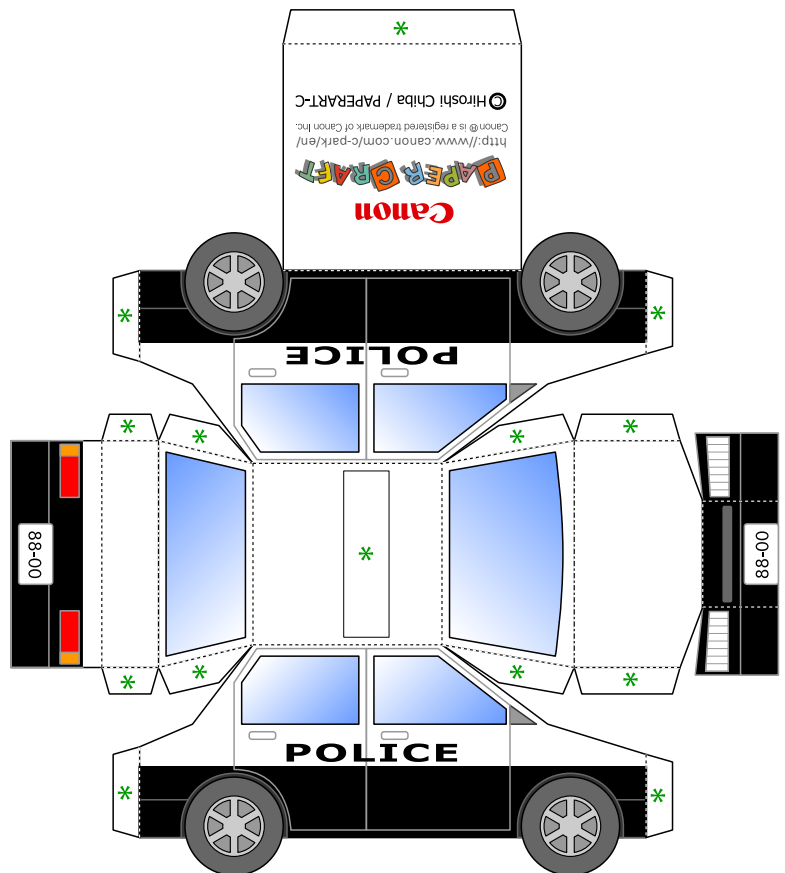 Canon
PAPER CRAFT
http://www.canon.com/c-park/en/
Canon® is a registered trademark of Canon Inc.
©Hiroshi Chiba / PAPERART-C
POLICE
88-00
88-00
POLICE